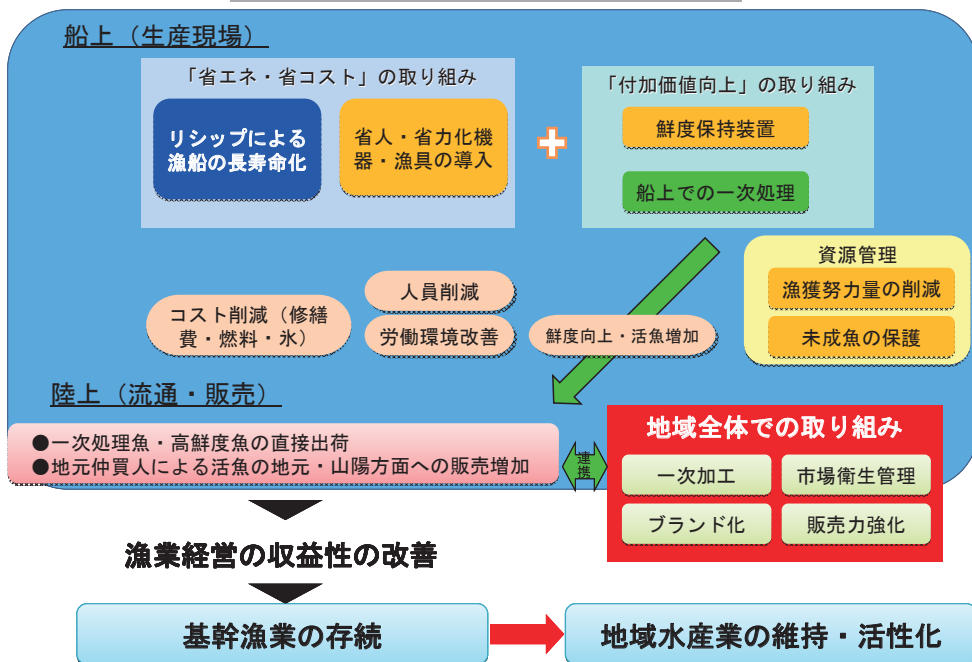 船上（生産現場）
「省エネ・省コスト」の取り組み
リシップによる
漁船の長寿命化
省人・省力化機
器・漁具の導入
「付加価値向上」の取り組み
鮮度保持装置
船上での一次処理
資源管理
漁獲努力量の削減
未成魚の保護
コスト削減（修繕
費・燃料・氷）
人員削減
労働環境改善
鮮度向上・活魚増加
陸上（流通・販売）
●一次処理魚・高鮮度魚の直接出荷
●地元仲買人による活魚の地元・山陽方面への販売増加
連
携
地域全体での取り組み
一次加工
市場衛生管理
ブランド化
販売力強化
漁業経営の収益性の改善
基幹漁業の存続
地域水産業の維持・活性化